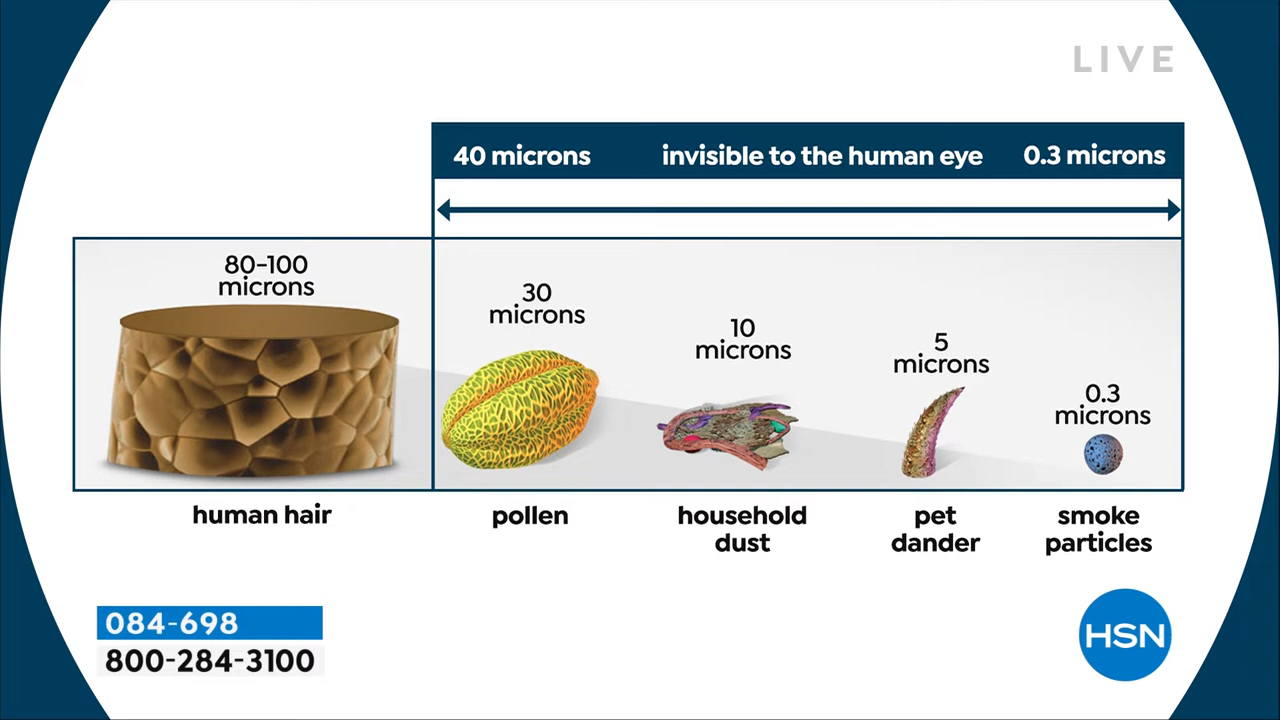 LIVE
40 microns invisible to the human eye 0.3 microns
80-100
microns
30
microns
10
microns
5
microns
0.3
microns
human hair
pollen
household
dust
pet
dander
smoke
particles
084-698
800-284-3100
HSN